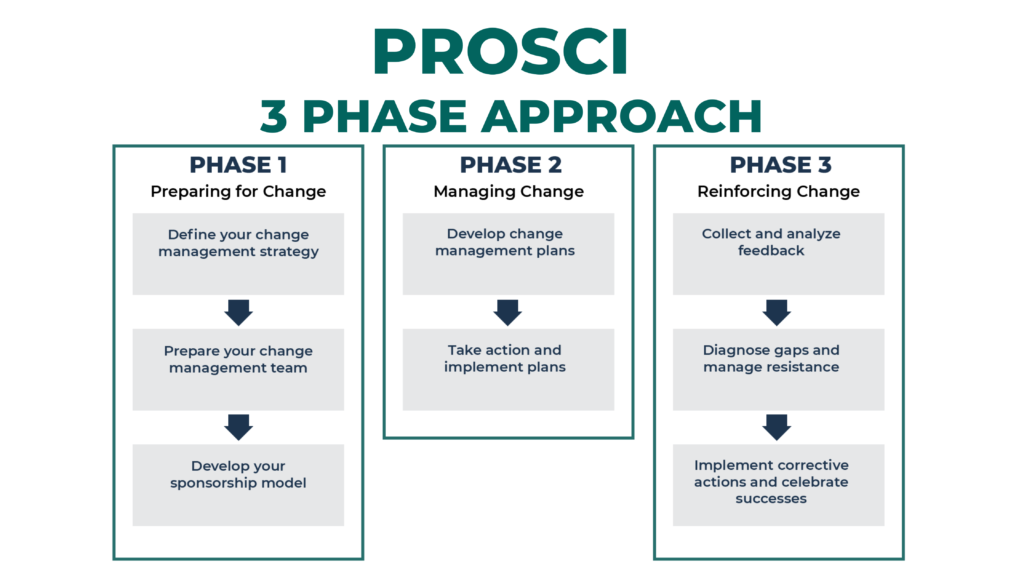 PROSCI
3 PHASE APPROACH
PHASE 1
Preparing for Change
Define your change
management strategy
Prepare your change
management team
Develop your
sponsorship model
PHASE 2
Managing Change
Develop change
management plans
Take action and
implement plans
PHASE 3
Reinforcing Change
Collect and analyze
feedback
Diagnose gaps and
manage resistance
Implement corrective
actions and celebrate
successes